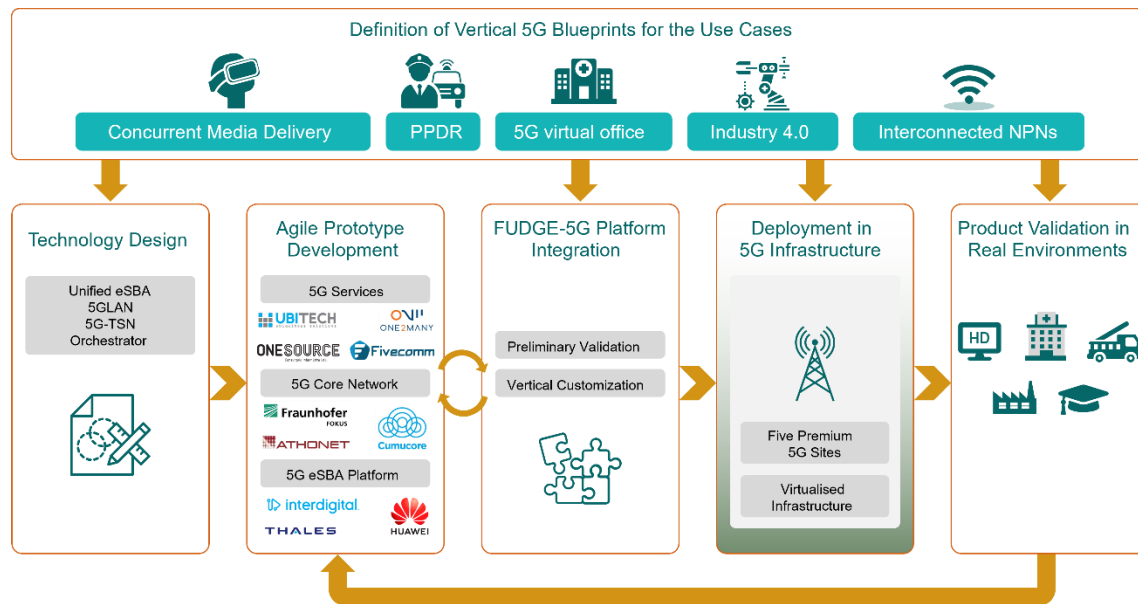 Definition of Vertical 5G Blueprints for the Use Cases
Concurrent Media Delivery
PPDR
5G virtual office
Industry 4.0
Interconnected NPNs
Technology Design
Unified eSBA
5GLAN
5G-TSN
Orchestrator
Agile Prototype
Development
5G Services
UBITECH
ONE2MANY
ONESOURCE
Fivecomm
5G Core Network
Fraunhofer
FOKUS
ATHONET
Cumucore
5G eSBA Platform
interdigital
THALES
HUAWEI
FUDGE-5G Platform
Integration
Preliminary Validation
Vertical Customization
Deployment in
5G Infrastructure
Five Premium
5G Sites
Virtualised
Infrastructure
Product Validation in
Real Environments
HD